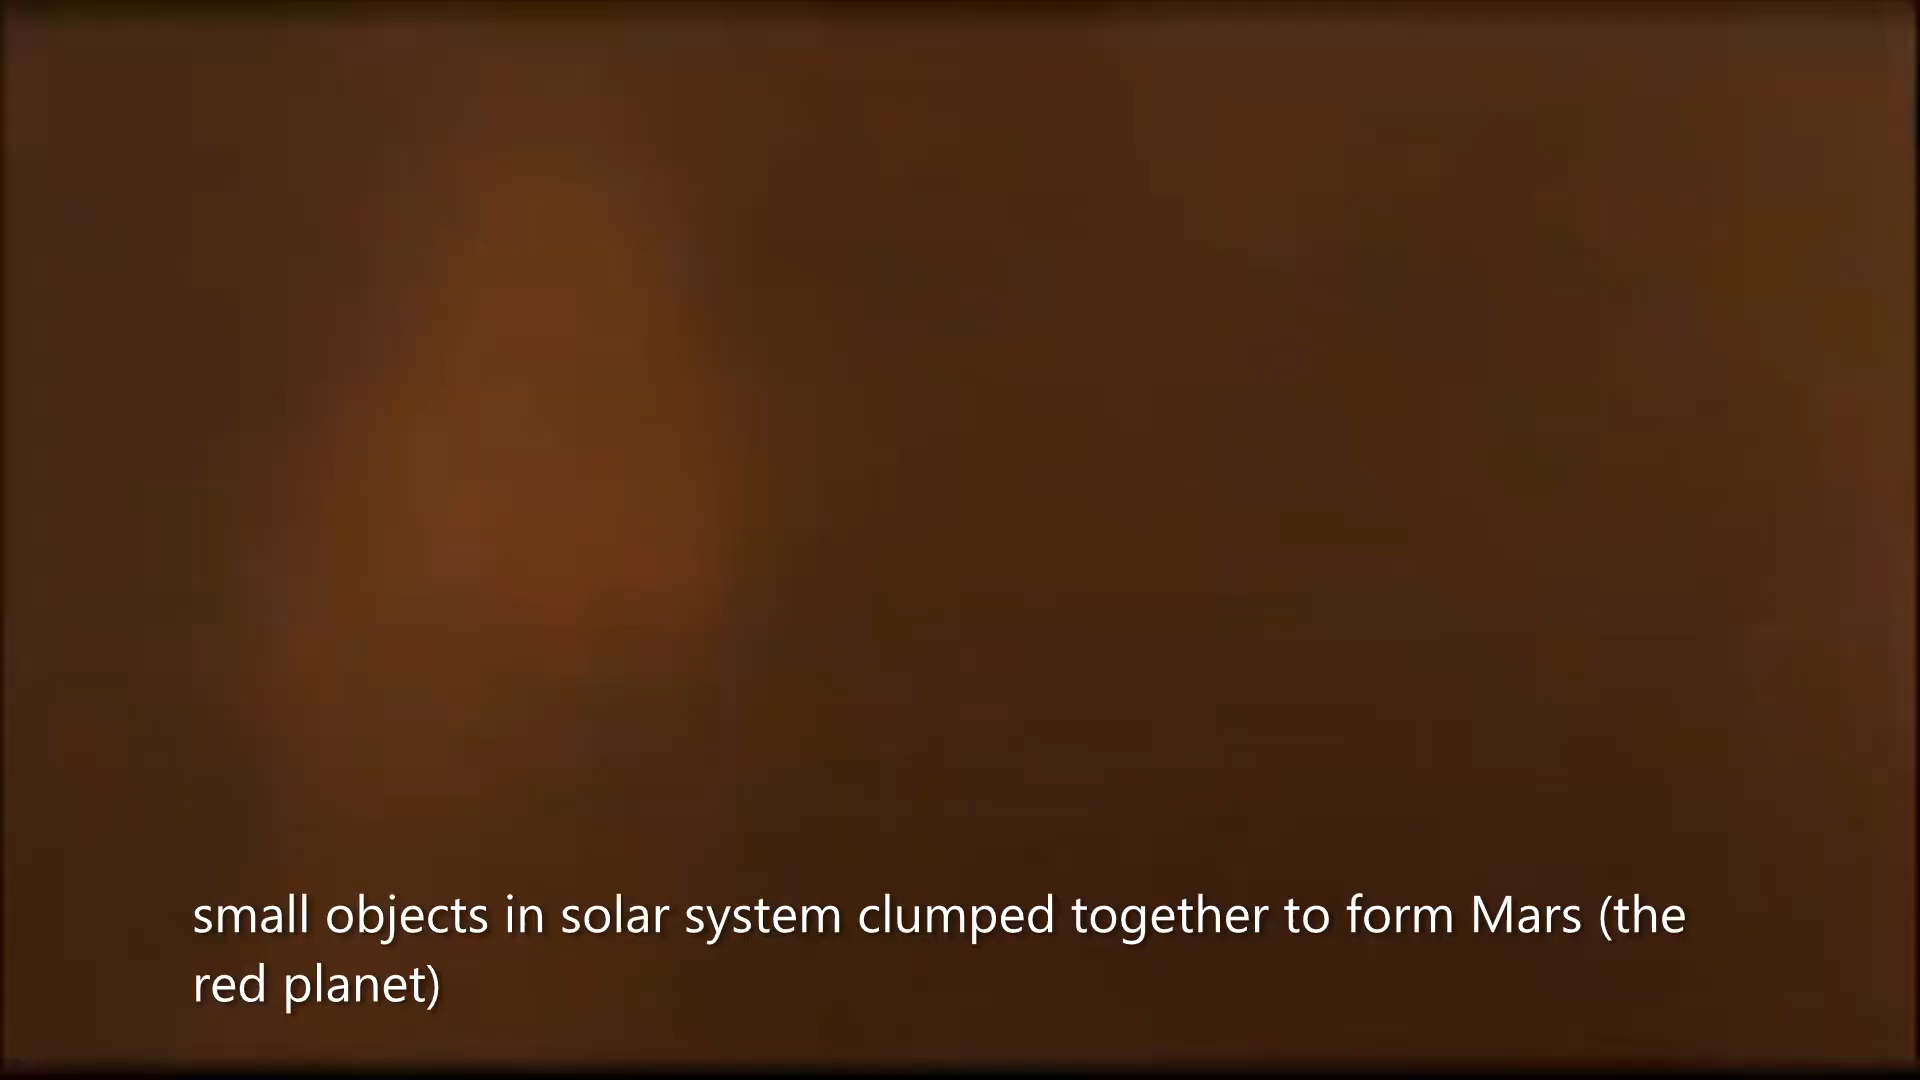 small objects in solar system clumped together to form Mars (the
red planet)